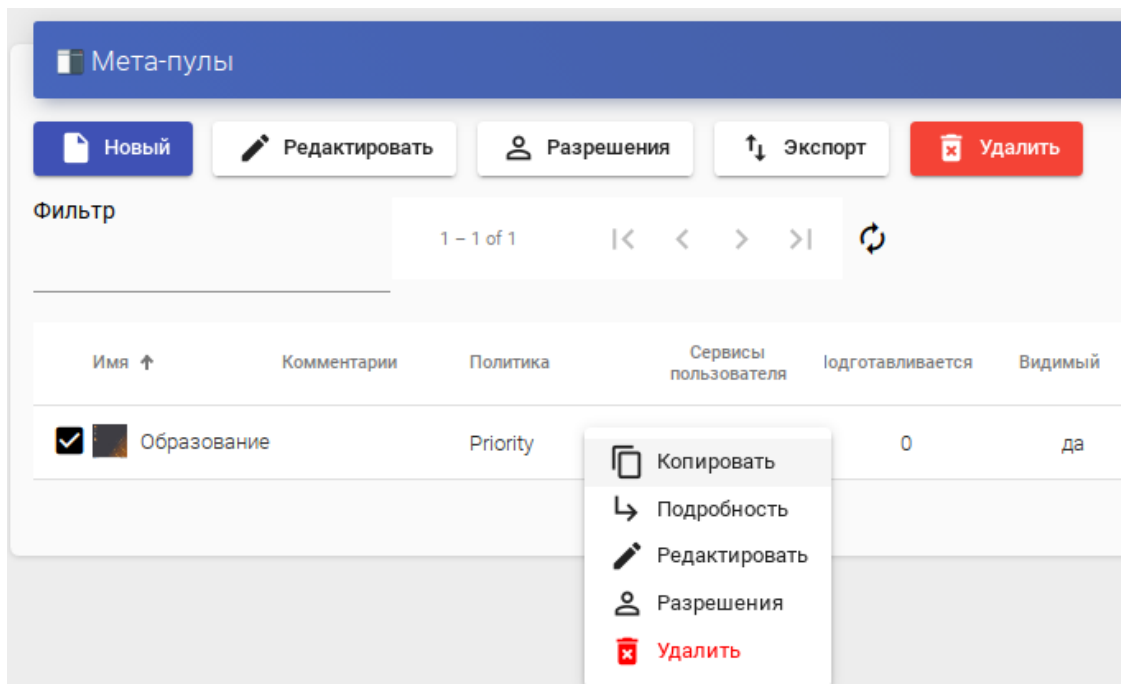 Мета-пулы
Новый Редактировать Разрешения Экспорт Удалить
Фильтр
1 – 1 of 1
Имя Комментарии Политика Сервисы пользователя Іодготавливается Видимый
Образование Priority 0 да
Копировать
Подробность
Редактировать
Разрешения
Удалить